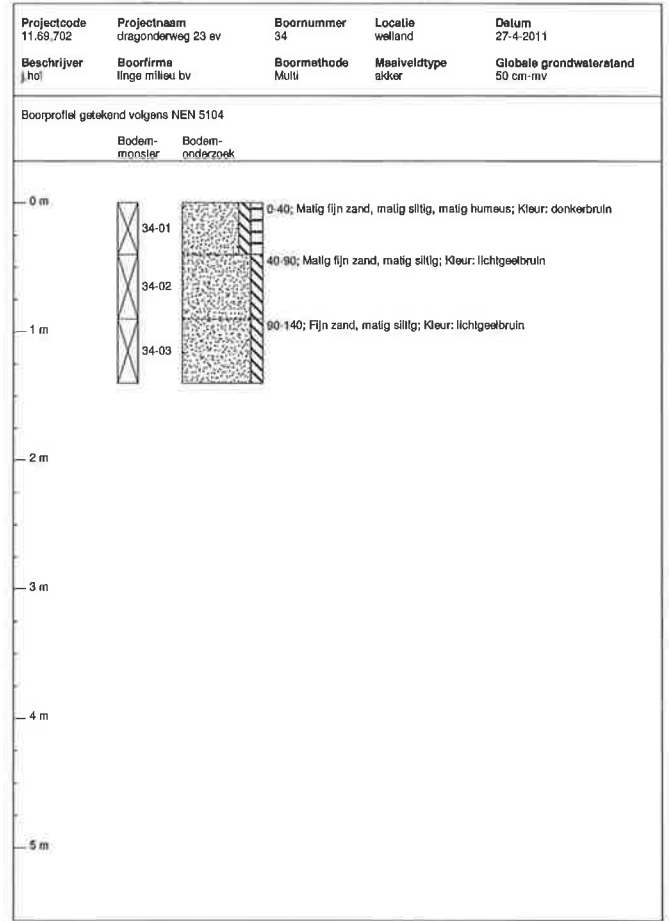 Projectcode Projectnaam Boornummer Locatie Datum
11.69.702 dragonderweg 23 ev 34 weiland 27-4-2011
Beschrijver Boorfirma Boormethode Maaiveldtype Globale grondwaterstand
j.hol linge milieu bv Multi akker 50 cm-mv
Boorprofiel getekend volgens NEN 5104
Bodem- Bodem-
monster onderzoek
0 m
0-40; Matig fijn zand, matig siltig, matig humeus; Kleur: donkerbruin
34-01
40-90; Matig fijn zand, matig siltig; Kleur: lichtgeelbruin
34-02
90-140; Fijn zand, matig siltig; Kleur: lichtgeelbruin
1 m
34-03
2 m
3 m
4 m
5 m